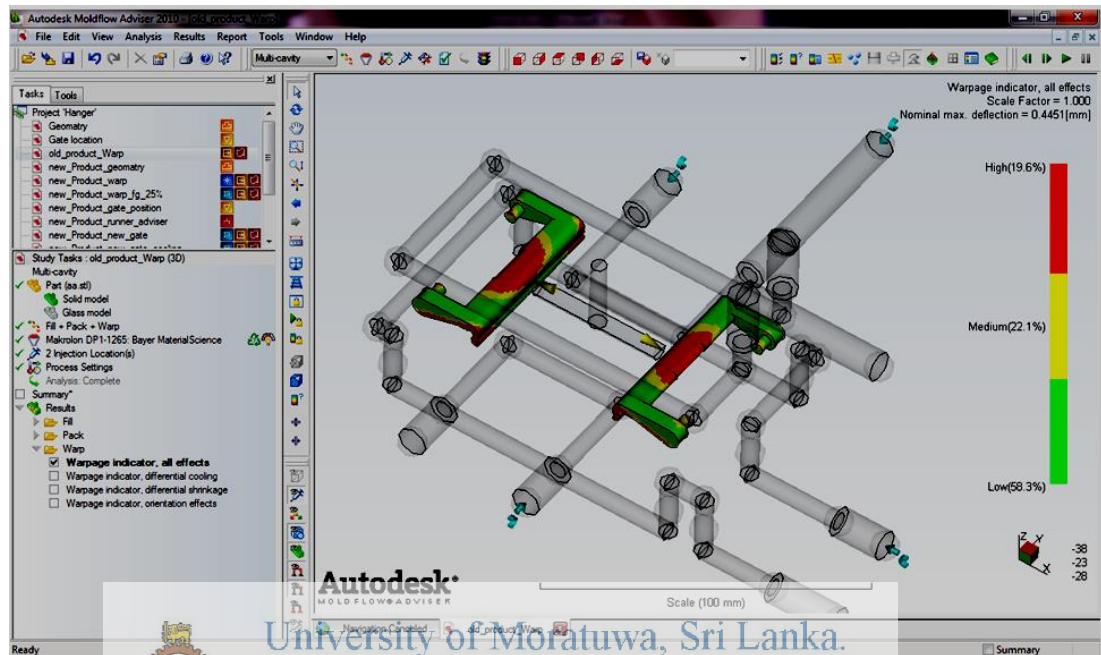 Autodesk Moldflow Adviser 2010 - [old_product_Warp]
File Edit View Analysis Results Report Tools Window Help
Multi-cavity
Tasks Tools
Project 'Hanger'
Geometry
Gate location
old_product_Warp
new_Product_geometry
new_Product_warp
new_Product_warp_fg_25%
new_Product_gate_position
new_Product_runner_adviser
new_Product_new_gate
Study Tasks : old_product_Warp (3D)
Multi-cavity
Part (aa.stl)
Solid model
Glass model
Fill + Pack + Warp
Makrolon DP1-1265: Bayer MaterialScience
2 Injection Location(s)
Process Settings
Analysis: Complete
Summary*
Results
Fill
Pack
Warp
Warpage indicator, all effects
Warpage indicator, differential cooling
Warpage indicator, differential shrinkage
Warpage indicator, orientation effects
Warpage indicator, all effects
Scale Factor = 1.000
Nominal max. deflection = 0.4451[mm]
High(19.6%)
Medium(22.1%)
Low(58.3%)
Z Y
X
-38
-23
-28
Autodesk
MOLDFLOW ADVISER
Scale (100 mm)
old_product_Warp
University of Moratuwa, Sri Lanka.
Ready
Summary